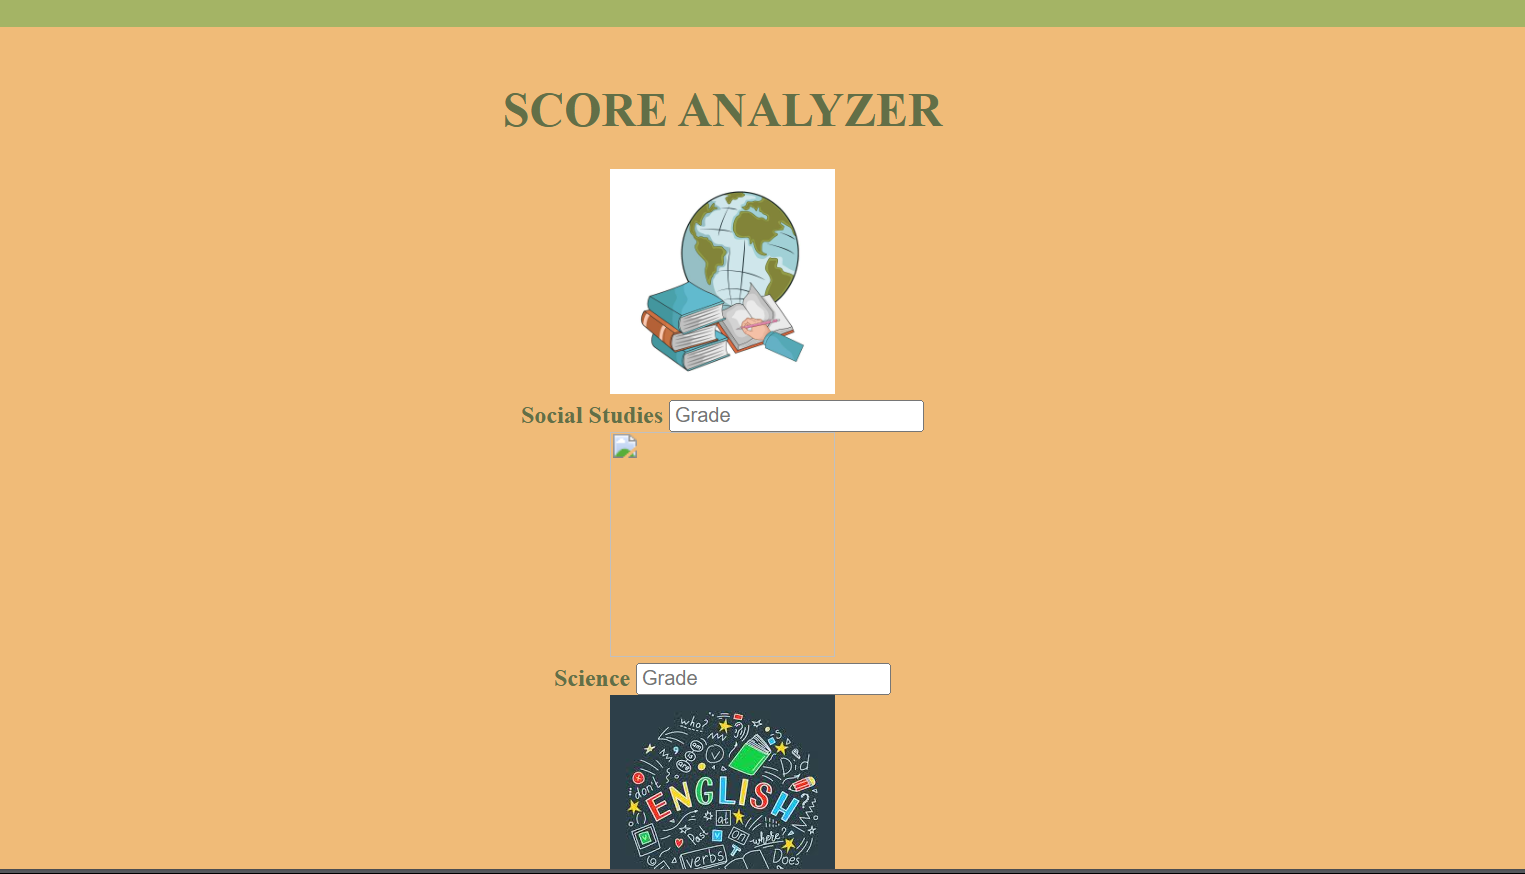 SCORE ANALYZER
Social Studies Grade
Science Grade
who?
Did
don't
ENGLISH
at
Past
on
where?
verbs
Does